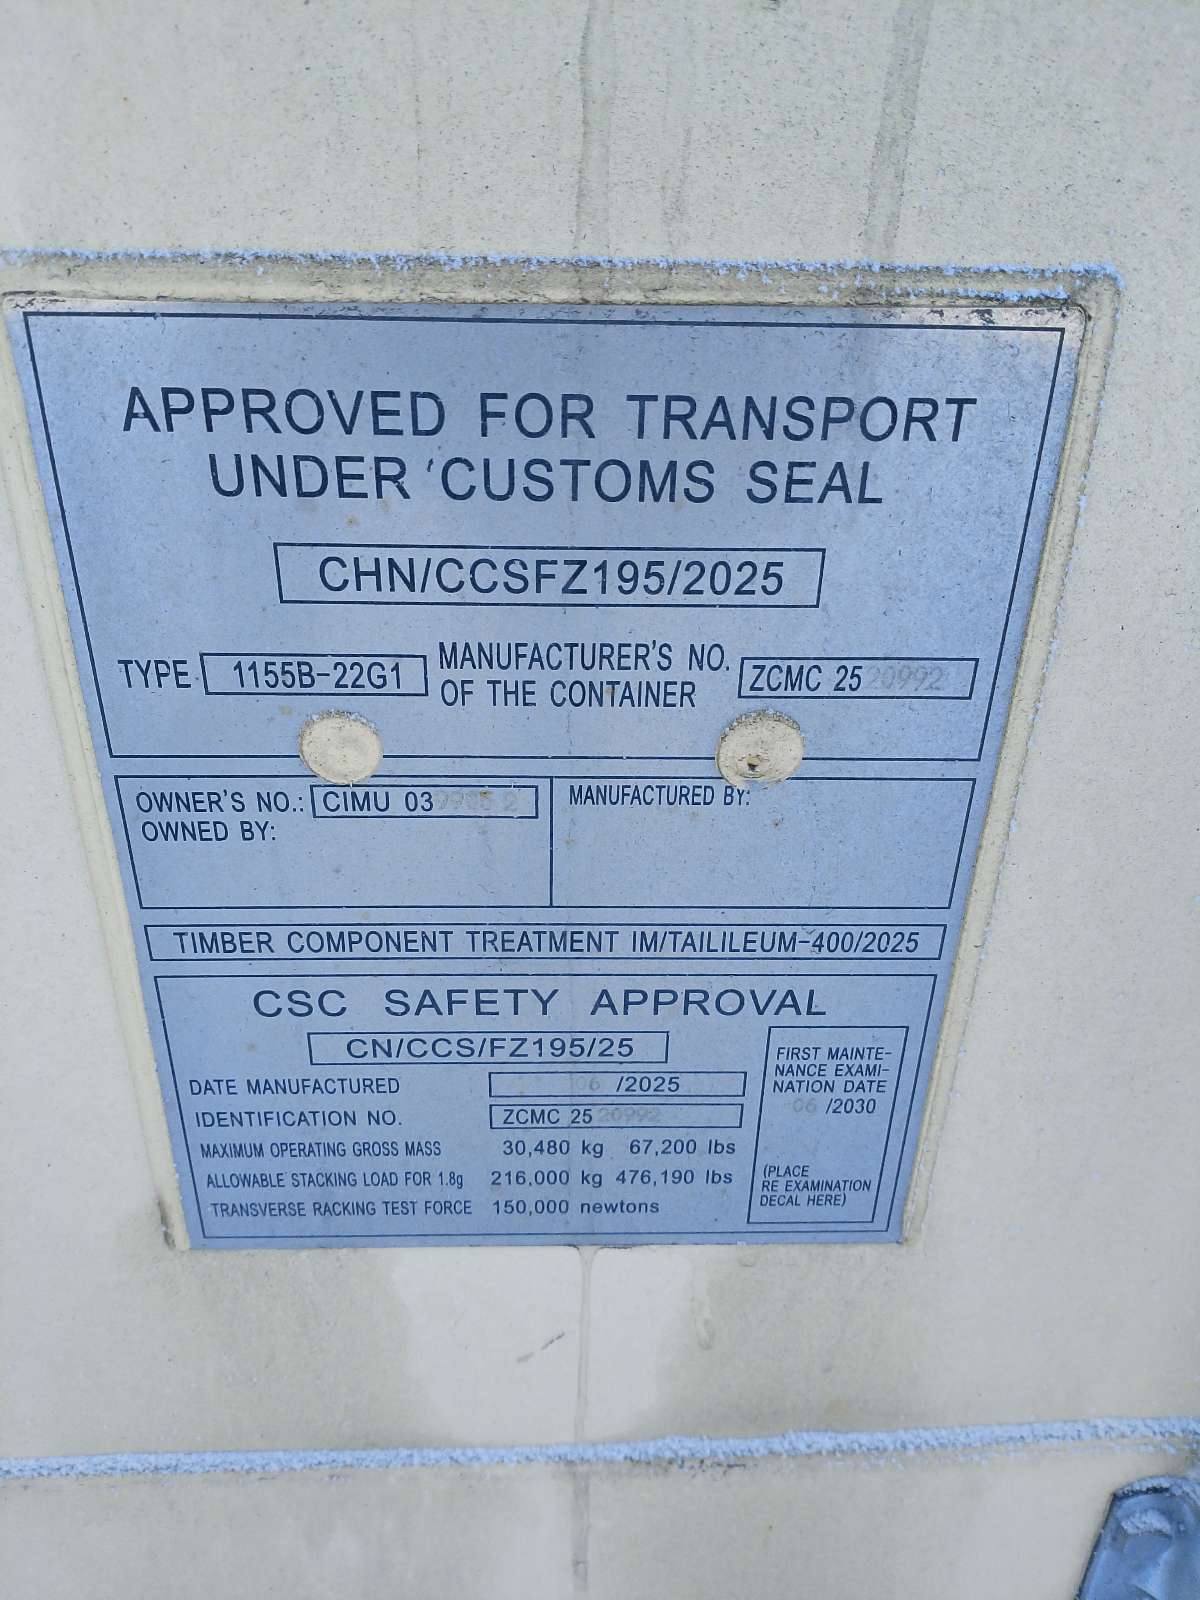 APPROVED FOR TRANSPORT
UNDER CUSTOMS SEAL
CHN/CCSFZ195/2025
TYPE 1155B-22G1
MANUFACTURER'S NO.
OF THE CONTAINER
ZCMC 25 20992
OWNER'S NO.: CIMU 03
OWNED BY:
MANUFACTURED BY:
TIMBER COMPONENT TREATMENT IM/TAILILEUM-400/2025
CSC SAFETY APPROVAL
CN/CCS/FZ195/25
DATE MANUFACTURED 06 /2025
IDENTIFICATION NO. ZCMC 25 20992
MAXIMUM OPERATING GROSS MASS 30,480 kg 67,200 lbs
ALLOWABLE STACKING LOAD FOR 1.8g 216,000 kg 476,190 lbs
TRANSVERSE RACKING TEST FORCE 150,000 newtons
FIRST MAINTE-
NANCE EXAMI-
NATION DATE
06 /2030
(PLACE
RE EXAMINATION
DECAL HERE)